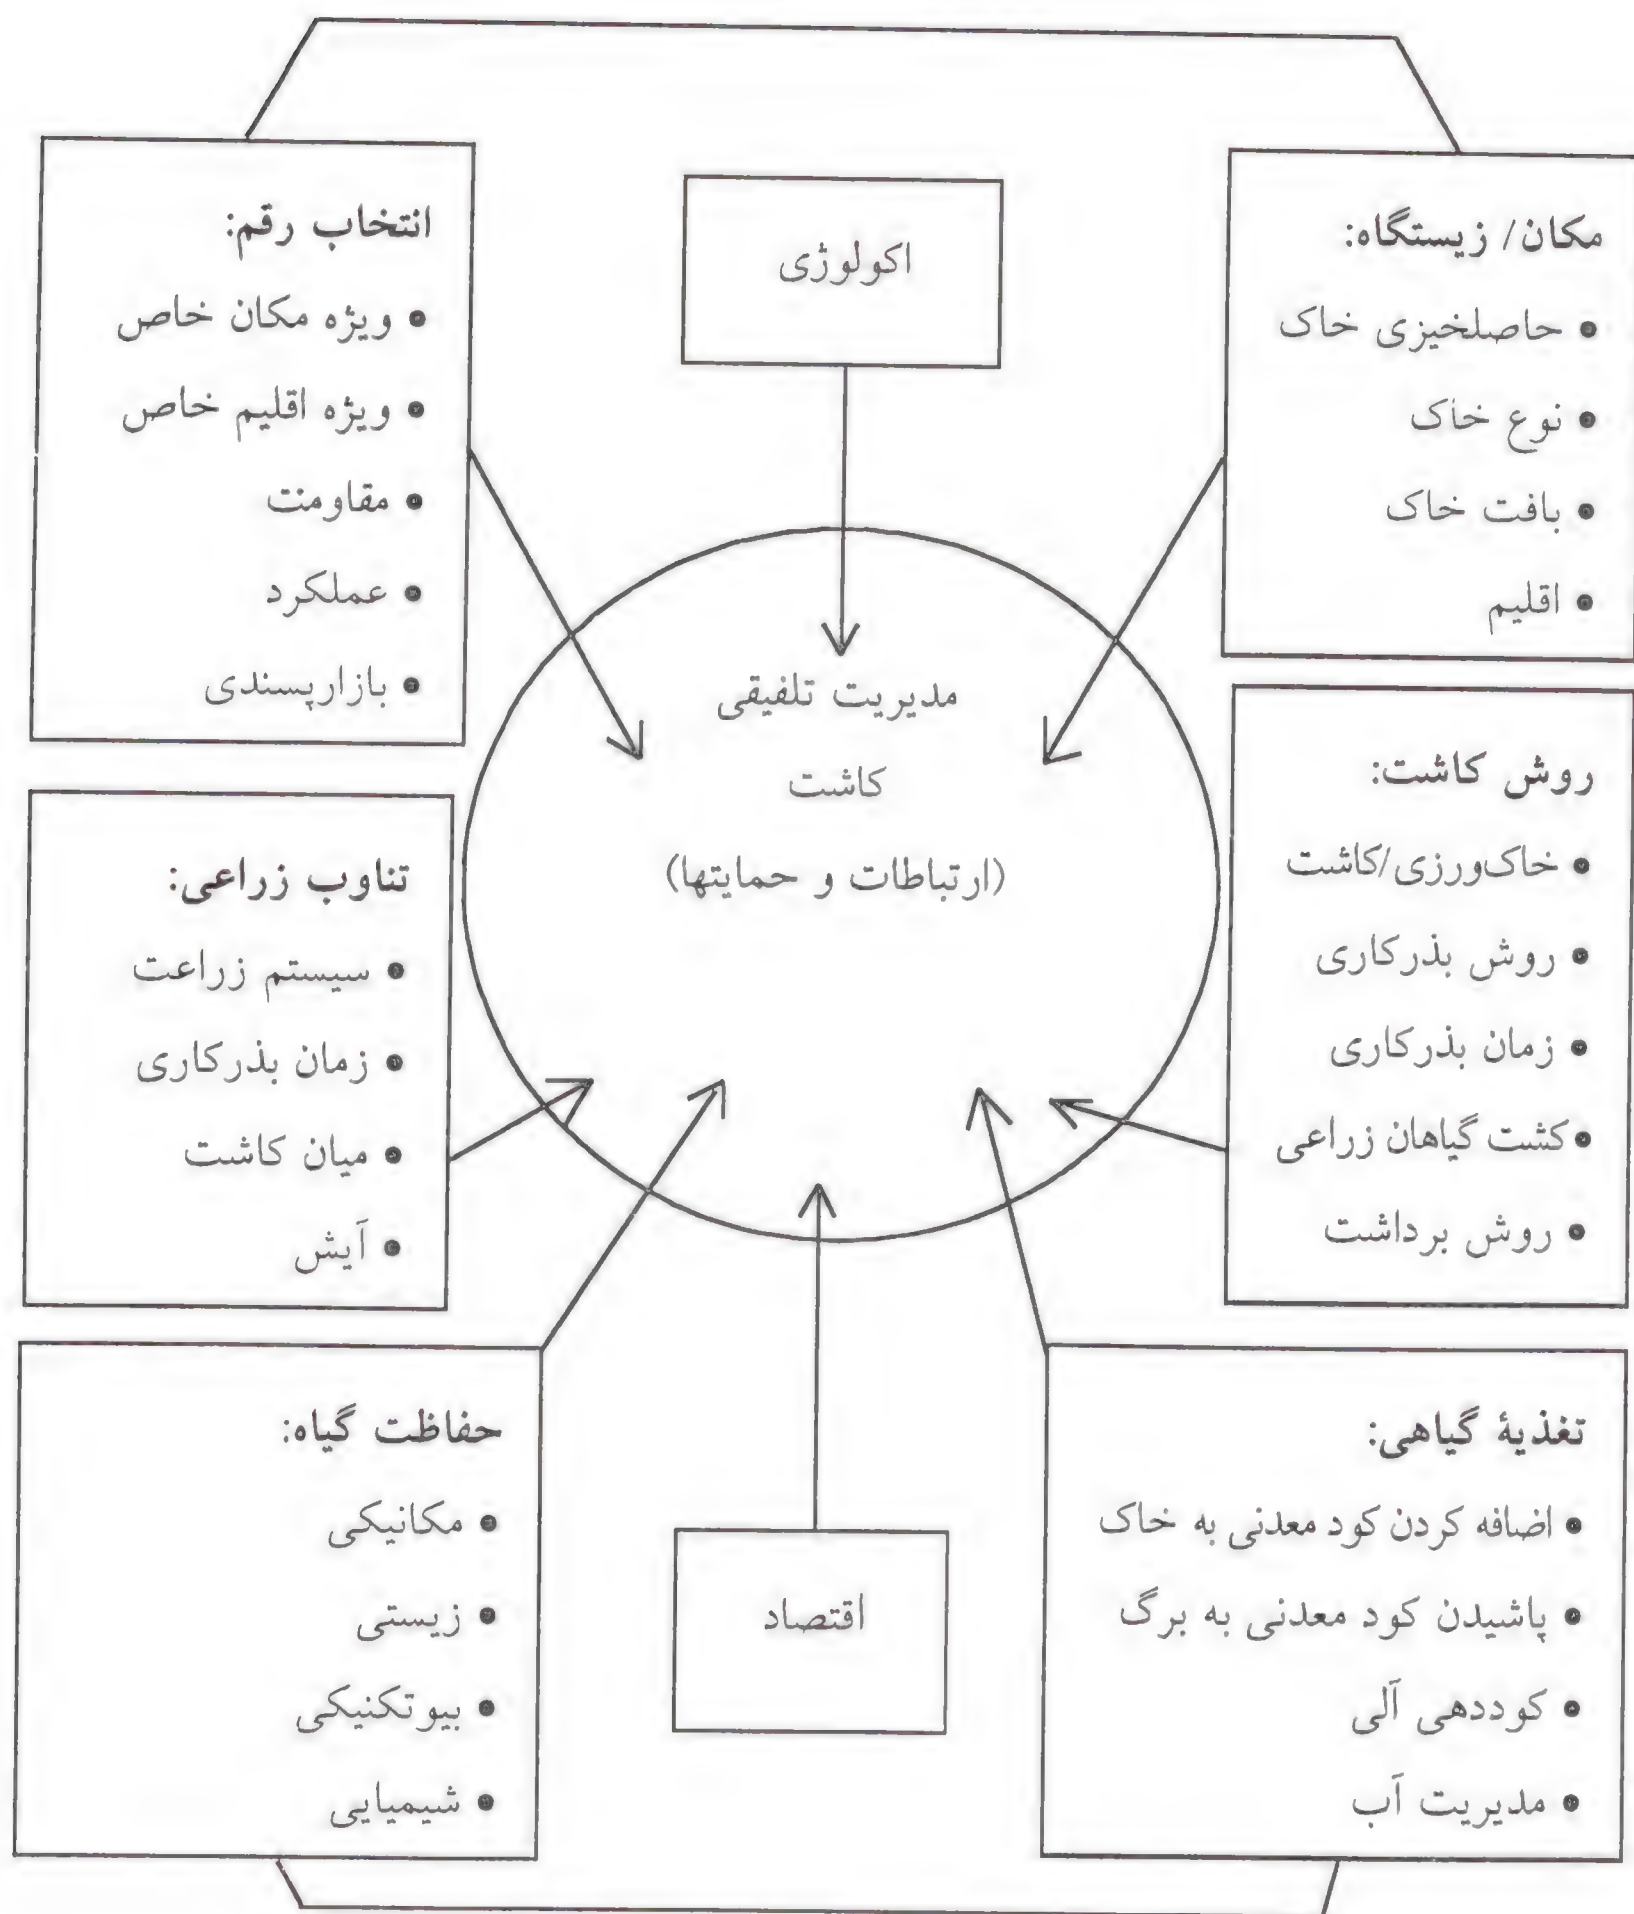 مکان/ زیستگاه:
• حاصلخیزی خاک
• نوع خاک
• بافت خاک
• اقلیم
اکولوژی
انتخاب رقم:
• ویژه مکان خاص
• ویژه اقلیم خاص
• مقاومت
• عملکرد
• بازارپسندی
مدیریت تلفیقی
کاشت
(ارتباطات و حمایتها)
روش کاشت:
• خاک‌ورزی/کاشت
• روش بذرکاری
• زمان بذرکاری
• کشت گیاهان زراعی
• روش برداشت
تناوب زراعی:
• سیستم زراعت
• زمان بذرکاری
• میان کاشت
• آیش
تغذیۀ گیاهی:
• اضافه کردن کود معدنی به خاک
• پاشیدن کود معدنی به برگ
• کوددهی آلی
• مدیریت آب
اقتصاد
حفاظت گیاه:
• مکانیکی
• زیستی
• بیوتکنیکی
• شیمیایی